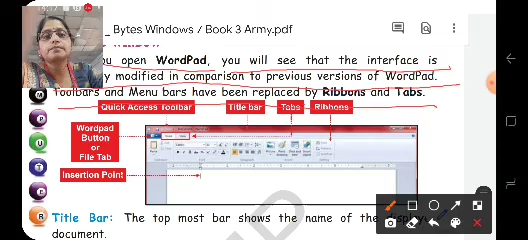 _ Bytes Windows / Book 3 Army.pdf
WINDOW
ou open WordPad, you will see that the interface is
y modified in comparison to previous versions of WordPad.
Toolbars and Menu bars have been replaced by Ribbons and Tabs.
Quick Access Toolbar
Title bar
Tabs
Ribbons
Wordpad
Button
or
File Tab
Insertion Point
Title Bar: The top most bar shows the name of the
document.